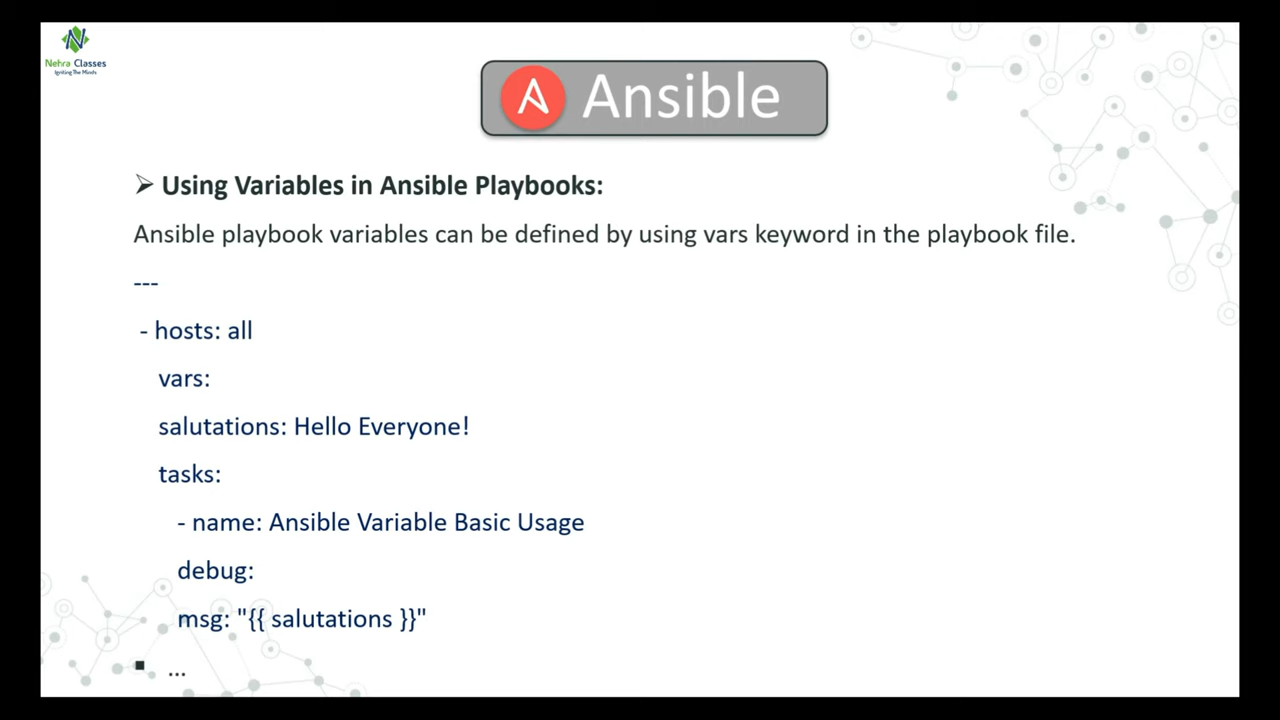 Nehra Classes
Igniting The Minds
Ansible
Using Variables in Ansible Playbooks:
Ansible playbook variables can be defined by using vars keyword in the playbook file.
---
- hosts: all
vars:
salutations: Hello Everyone!
tasks:
- name: Ansible Variable Basic Usage
debug:
msg: "{{ salutations }}"
...